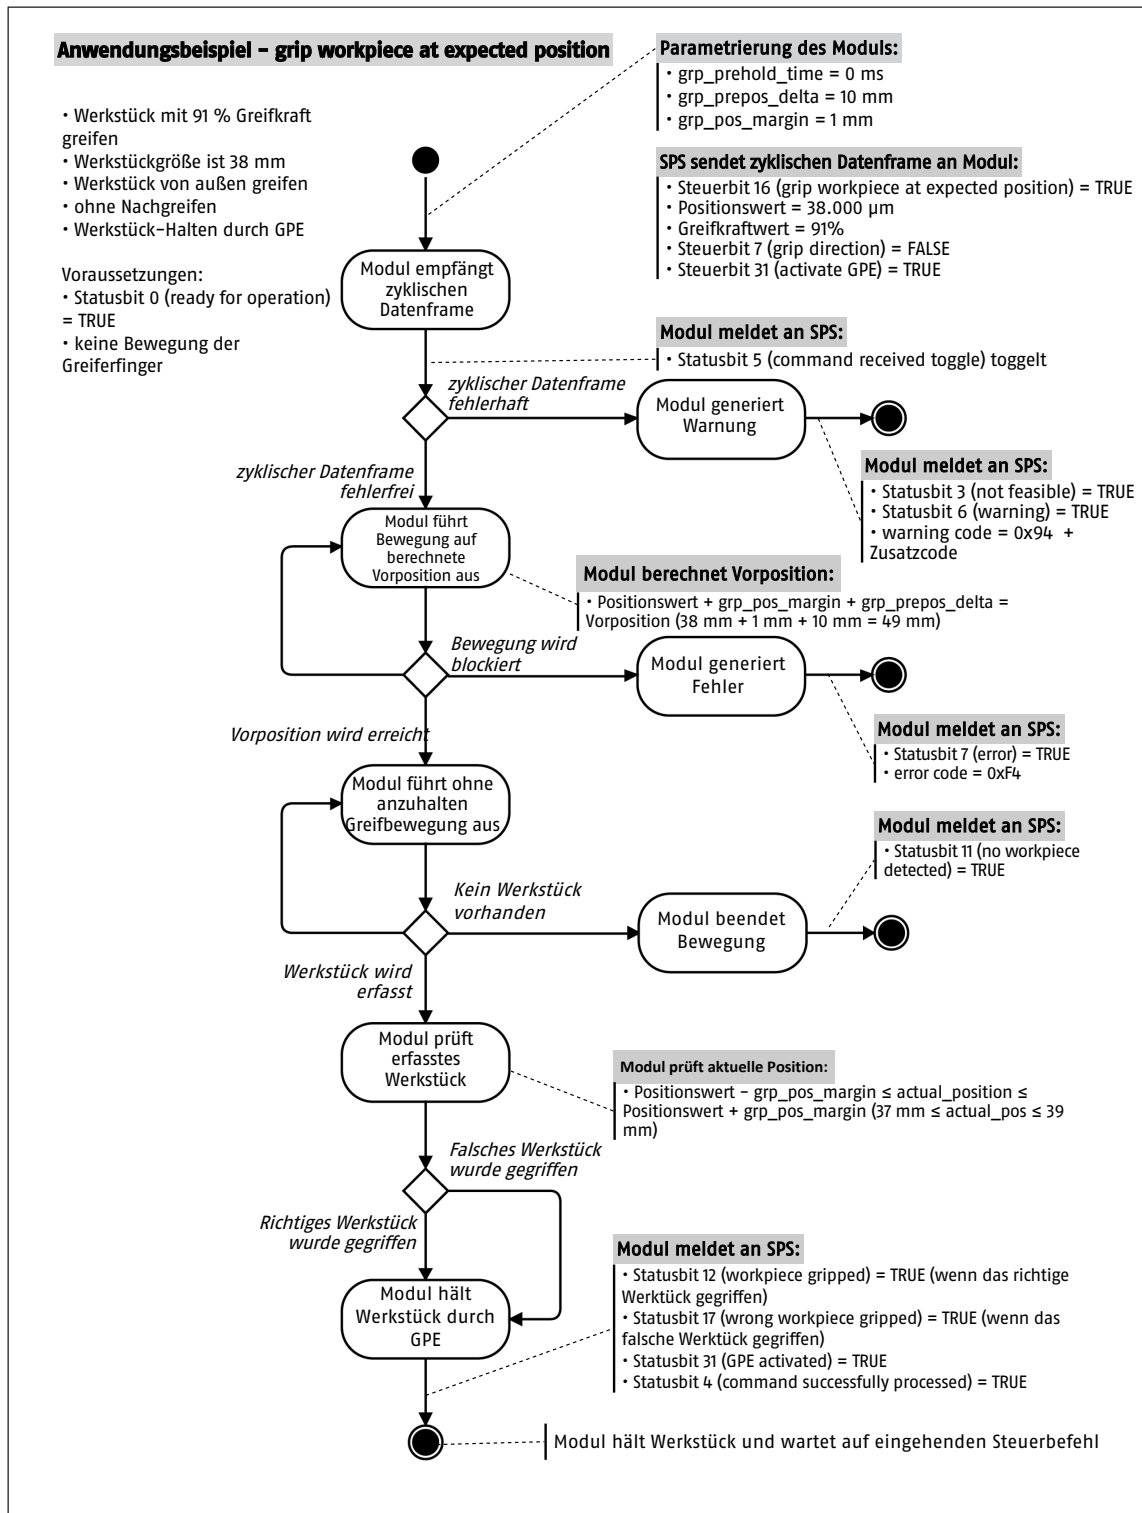 Anwendungsbeispiel – grip workpiece at expected position
• Werkstück mit 91 % Greifkraft
greifen
• Werkstückgröße ist 38 mm
• Werkstück von außen greifen
• ohne Nachgreifen
• Werkstück-Halten durch GPE
Voraussetzungen:
• Statusbit 0 (ready for operation)
= TRUE
• keine Bewegung der
Greiferfinger
Parametrierung des Moduls:
• grp_prehold_time = 0 ms
• grp_prepos_delta = 10 mm
• grp_pos_margin = 1 mm
SPS sendet zyklischen Datenframe an Modul:
• Steuerbit 16 (grip workpiece at expected position) = TRUE
• Positionswert = 38.000 µm
• Greifkraftwert = 91%
• Steuerbit 7 (grip direction) = FALSE
• Steuerbit 31 (activate GPE) = TRUE
Modul empfängt
zyklischen
Datenframe
Modul meldet an SPS:
• Statusbit 5 (command received toggle) toggelt
zyklischer Datenframe
fehlerhaft
Modul generiert
Warnung
Modul meldet an SPS:
• Statusbit 3 (not feasible) = TRUE
• Statusbit 6 (warning) = TRUE
• warning code = 0x94 +
Zusatzcode
zyklischer Datenframe
fehlerfrei
Modul führt
Bewegung auf
berechnete
Vorposition aus
Modul berechnet Vorposition:
• Positionswert + grp_pos_margin + grp_prepos_delta =
Vorposition (38 mm + 1 mm + 10 mm = 49 mm)
Bewegung wird
blockiert
Modul generiert
Fehler
Modul meldet an SPS:
• Statusbit 7 (error) = TRUE
• error code = 0xF4
Vorposition wird erreicht
Modul führt ohne
anzuhalten
Greifbewegung aus
Modul meldet an SPS:
• Statusbit 11 (no workpiece
detected) = TRUE
Kein Werkstück
vorhanden
Modul beendet
Bewegung
Werkstück wird
erfasst
Modul prüft
erfasstes
Werkstück
Modul prüft aktuelle Position:
• Positionswert – grp_pos_margin ≤ actual_position ≤
Positionswert + grp_pos_margin (37 mm ≤ actual_pos ≤ 39
mm)
Falsches Werkstück
wurde gegriffen
Richtiges Werkstück
wurde gegriffen
Modul hält
Werkstück durch
GPE
Modul meldet an SPS:
• Statusbit 12 (workpiece gripped) = TRUE (wenn das richtige
Werktück gegriffen)
• Statusbit 17 (wrong workpiece gripped) = TRUE (wenn das
falsche Werktück gegriffen)
• Statusbit 31 (GPE activated) = TRUE
• Statusbit 4 (command successfully processed) = TRUE
Modul hält Werkstück und wartet auf eingehenden Steuerbefehl